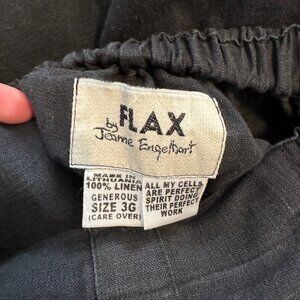 FLAX
by
Jeanne Engelhart
MADE IN
LITHUANIA
100% LINEN
GENEROUS
SIZE 3G
(CARE OVER)
ALL MY CELLS
ARE PERFECT
SPIRIT DOING
THEIR PERFECT
WORK